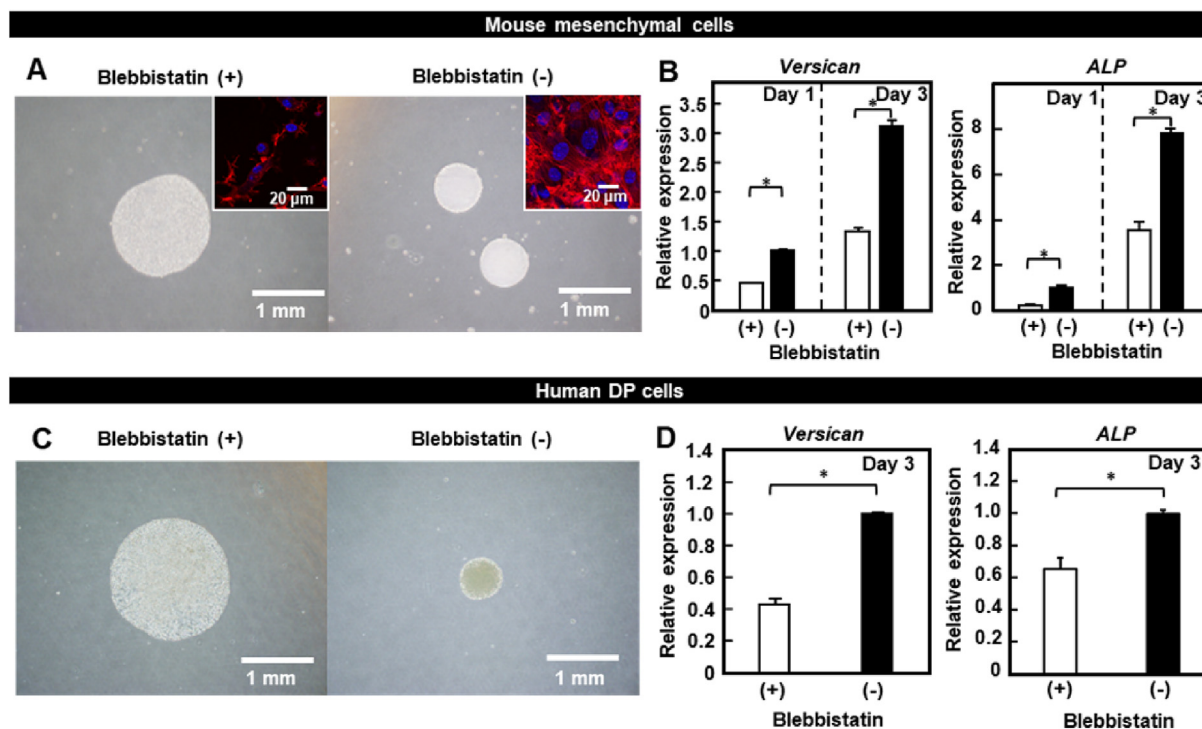 Mouse mesenchymal cells
A
Blebbistatin (+)
Blebbistatin (-)
20 µm
20 µm
1 mm
1 mm
B
Versican
Day 1
Day 3
Relative expression
3.5
3.0
2.5
2.0
1.5
1.0
0.5
0
*
*
(+) (-)
(+) (-)
Blebbistatin
ALP
Day 1
Day 3
Relative expression
8
6
4
2
0
*
*
(+) (-)
(+) (-)
Blebbistatin
Human DP cells
C
Blebbistatin (+)
Blebbistatin (-)
1 mm
1 mm
D
Versican
Day 3
Relative expression
1.4
1.2
1.0
0.8
0.6
0.4
0.2
0
*
(+)
(-)
Blebbistatin
ALP
Day 3
Relative expression
1.4
1.2
1.0
0.8
0.6
0.4
0.2
0
*
(+)
(-)
Blebbistatin